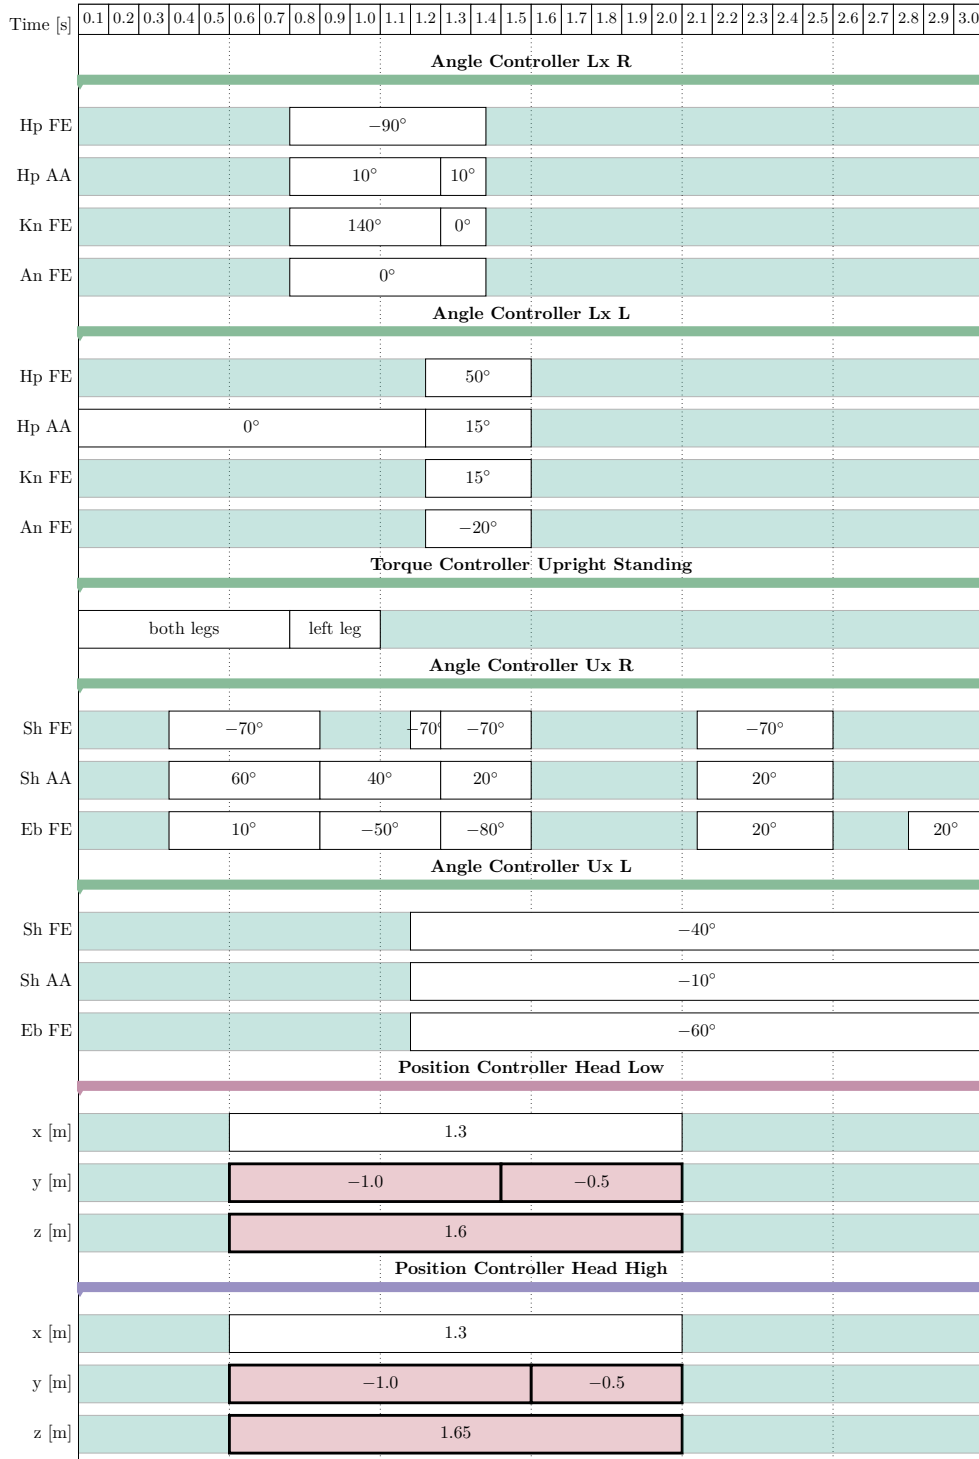 Time [s] 0.1 0.2 0.3 0.4 0.5 0.6 0.7 0.8 0.9 1.0 1.1 1.2 1.3 1.4 1.5 1.6 1.7 1.8 1.9 2.0 2.1 2.2 2.3 2.4 2.5 2.6 2.7 2.8 2.9 3.0
Angle Controller Lx R
Hp FE −90°
Hp AA 10° 10°
Kn FE 140° 0°
An FE 0°
Angle Controller Lx L
Hp FE 50°
Hp AA 0° 15°
Kn FE 15°
An FE −20°
Torque Controller Upright Standing
both legs left leg
Angle Controller Ux R
Sh FE −70° −70° −70° −70°
Sh AA 60° 40° 20° 20°
Eb FE 10° −50° −80° 20° 20°
Angle Controller Ux L
Sh FE −40°
Sh AA −10°
Eb FE −60°
Position Controller Head Low
x [m] 1.3
y [m] −1.0 −0.5
z [m] 1.6
Position Controller Head High
x [m] 1.3
y [m] −1.0 −0.5
z [m] 1.65